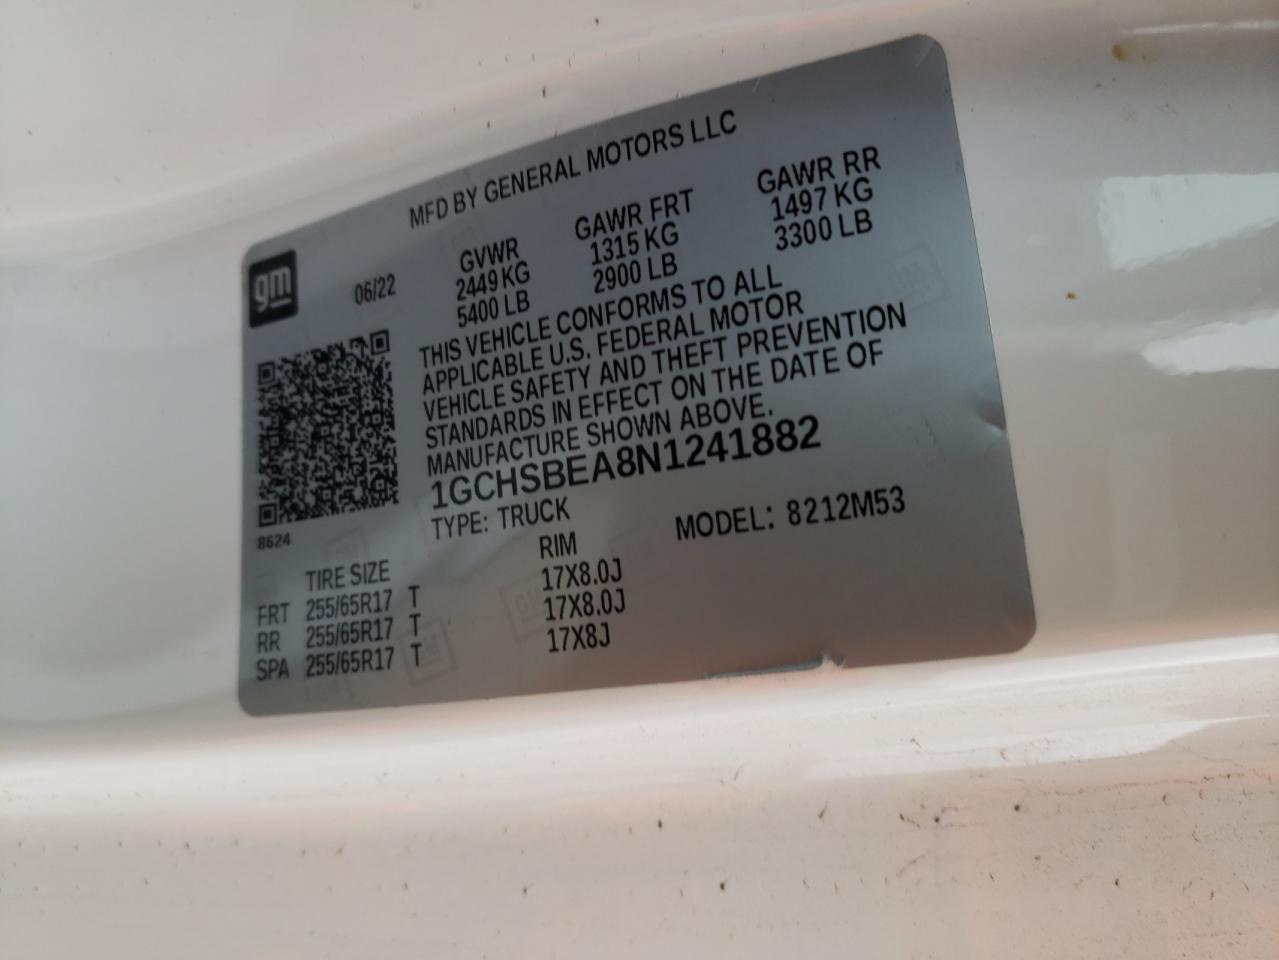 MFD BY GENERAL MOTORS LLC
gm
06/22
GVWR GAWR FRT GAWR RR
2449 KG 1315 KG 1497 KG
5400 LB 2900 LB 3300 LB
THIS VEHICLE CONFORMS TO ALL
APPLICABLE U.S. FEDERAL MOTOR
VEHICLE SAFETY AND THEFT PREVENTION
STANDARDS IN EFFECT ON THE DATE OF
MANUFACTURE SHOWN ABOVE.
1GCHSBEA8N1241882
8624
TYPE: TRUCK MODEL: 8212M53
TIRE SIZE RIM
FRT 255/65R17 T 17X8.0J
RR 255/65R17 T 17X8.0J
SPA 255/65R17 T 17X8J